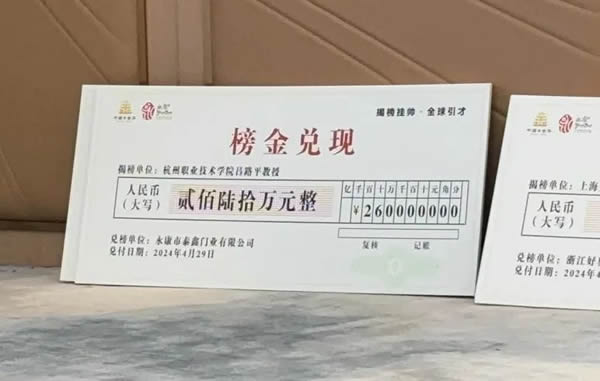 揭榜挂帅·全球引才
榜金兑现
揭榜单位：杭州职业技术学院吕路平教授
人民币
（大写）
贰佰陆拾万元整
亿千百十万千百十元角分
¥260000000
复核 记账
兑榜单位：永康市泰鑫门业有限公司
兑付日期：2024年4月29日
揭榜单位：上海
人民币
（大写）
兑榜单位：浙江好
兑付日期：2024年4